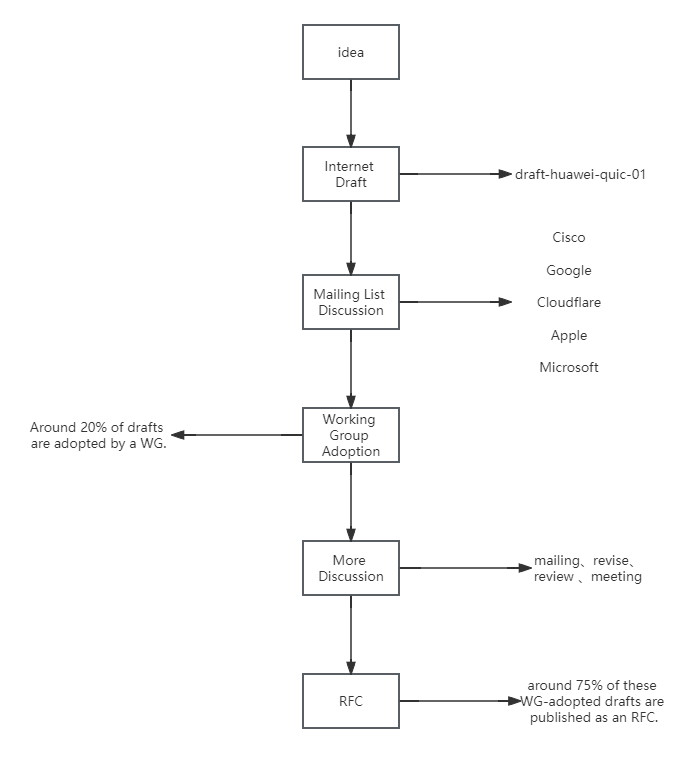 idea
Internet
Draft
draft-huawei-quic-01
Cisco
Google
Mailing List
Discussion
Cloudflare
Apple
Microsoft
Around 20% of drafts
are adopted by a WG.
Working
Group
Adoption
More
Discussion
mailing、revise、
review 、meeting
RFC
around 75% of these
WG-adopted drafts are
published as an RFC.